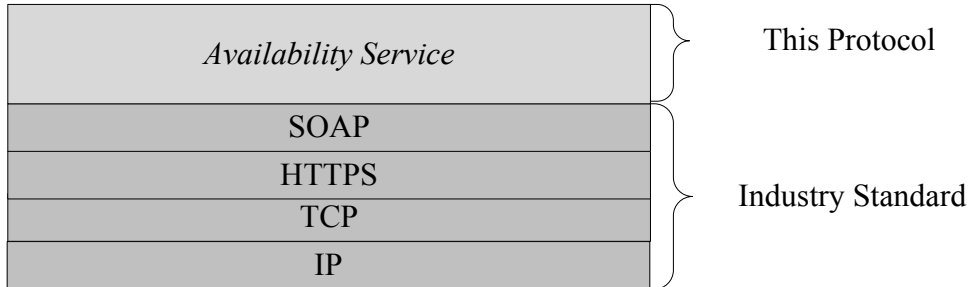 Availability Service
This Protocol
SOAP
HTTPS
TCP
IP
Industry Standard